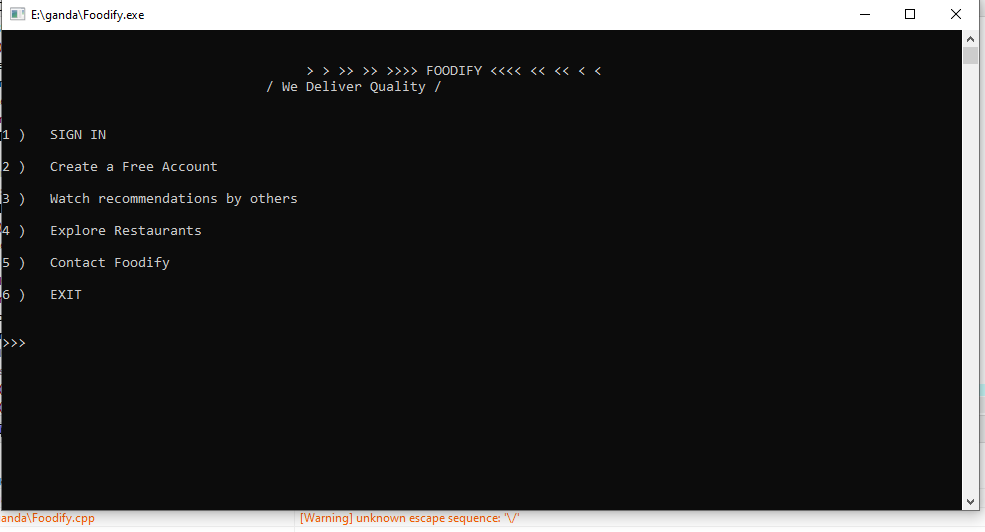 E:\ganda\Foodify.exe
> > >> >> >>>> FOODIFY <<<< << << < <
/ We Deliver Quality /
1 ) SIGN IN
2 ) Create a Free Account
3 ) Watch recommendations by others
4 ) Explore Restaurants
5 ) Contact Foodify
6 ) EXIT
>>>
anda\Foodify.cpp [Warning] unknown escape sequence: '\/'